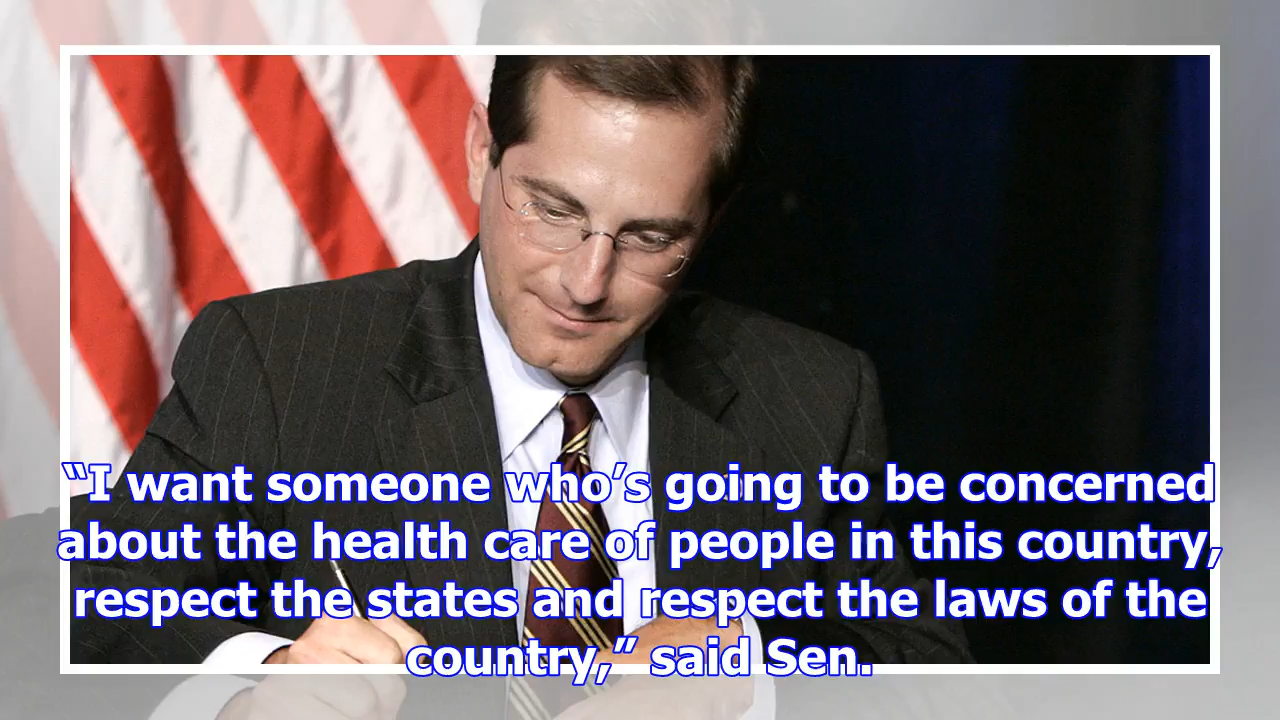 “I want someone who’s going to be concerned
about the health care of people in this country,
respect the states and respect the laws of the
country,” said Sen.